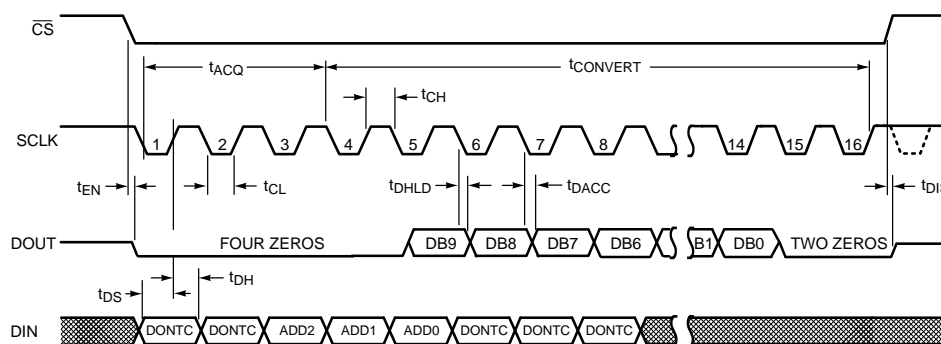 CS
tACQ
tCONVERT
tCH
SCLK
1 2 3 4 5 6 7 8 14 15 16
tEN
tCL
tDHLD
tDACC
tDIS
DOUT
FOUR ZEROS DB9 DB8 DB7 DB6 B1 DB0 TWO ZEROS
tDS
tDH
DIN
DONTC DONTC ADD2 ADD1 ADD0 DONTC DONTC DONTC